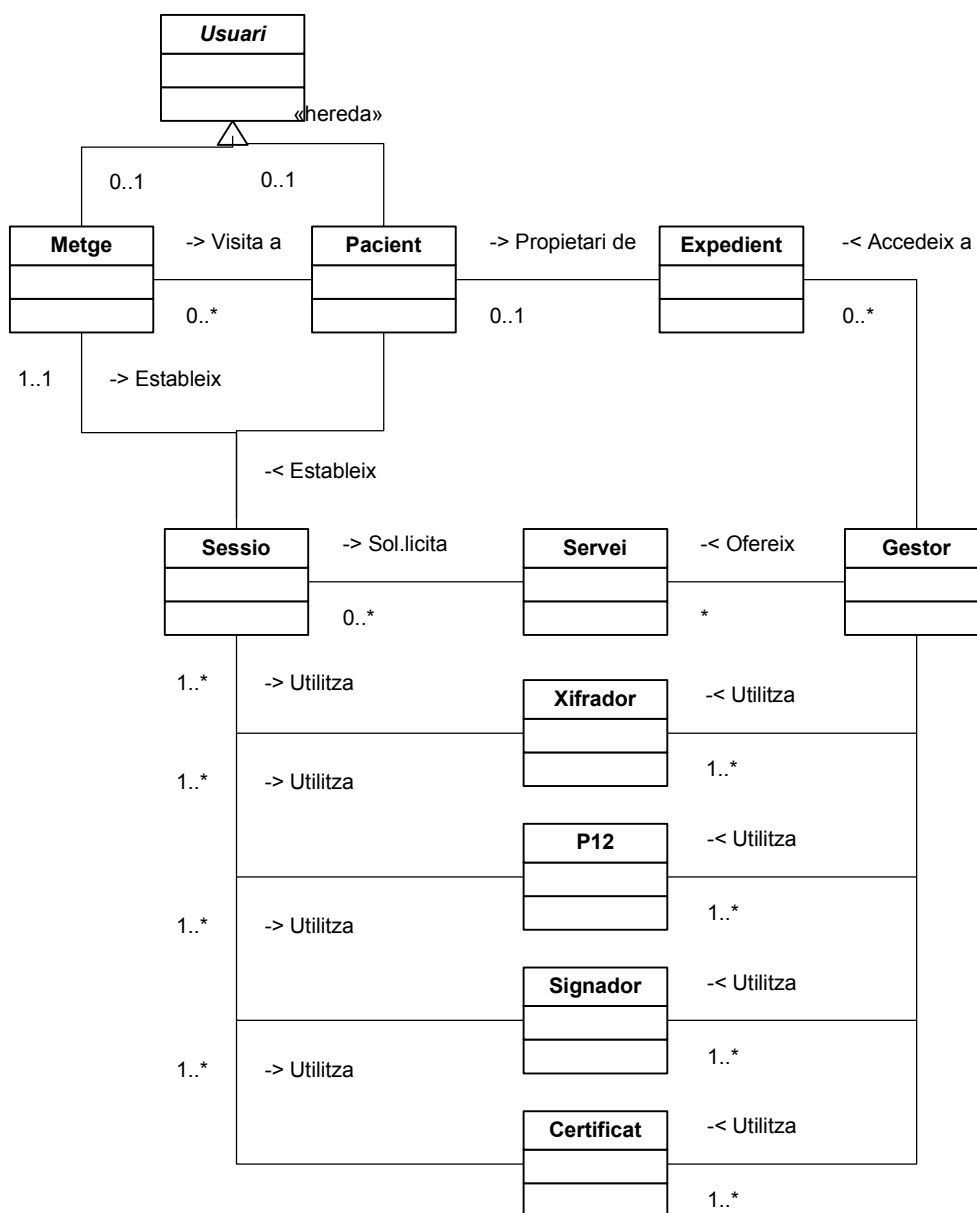 Usuari
«hereda»
0..1
0..1
Metge
-> Visita a
Pacient
-> Propietari de
Expedient
-< Accedeix a
0..*
0..1
0..*
1..1
-> Estableix
-< Estableix
Sessio
-> Sol.licita
Servei
-< Ofereix
Gestor
0..*
*
1..*
-> Utilitza
Xifrador
-< Utilitza
1..*
1..*
-> Utilitza
P12
-< Utilitza
1..*
1..*
-> Utilitza
Signador
-< Utilitza
1..*
1..*
-> Utilitza
Certificat
-< Utilitza
1..*